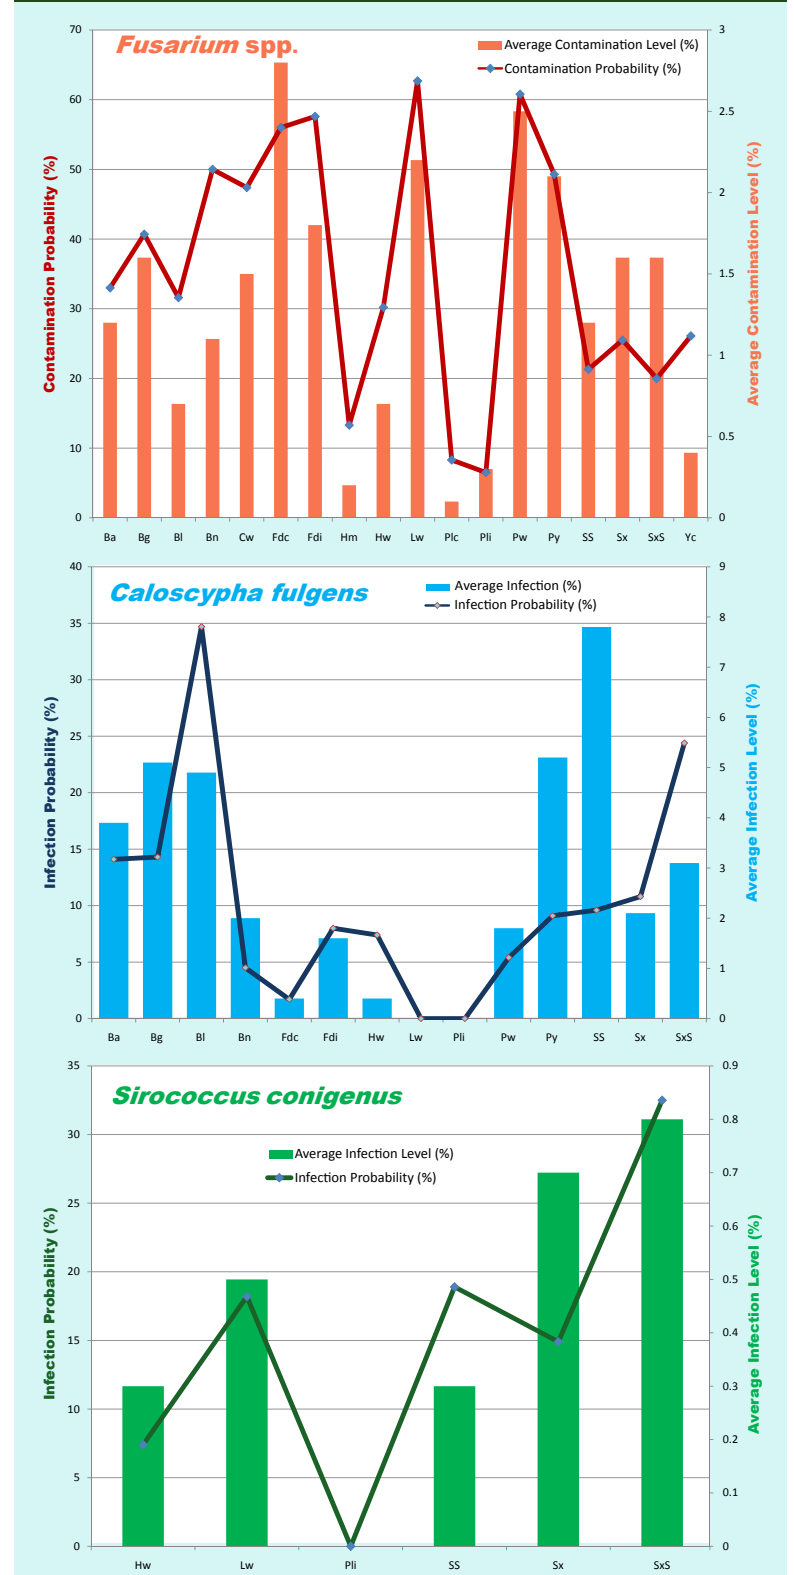 Fusarium spp.
Average Contamination Level (%)
Contamination Probability (%)
Contamination Probability (%)
70
60
50
40
30
20
10
0
3
2.5
2
1.5
1
0.5
0
Average Contamination Level (%)
Ba Bg Bl Bn Cw Fdc Fdi Hm Hw Lw Plc Pli Pw Py SS Sx SxS Yc
Caloscypha fulgens
Average Infection (%)
Infection Probability (%)
Infection Probability (%)
40
35
30
25
20
15
10
5
0
9
8
7
6
5
4
3
2
1
0
Average Infection Level (%)
Ba Bg Bl Bn Fdc Fdi Hw Lw Pli Pw Py SS Sx SxS
Sirococcus conigenus
Average Infection Level (%)
Infection Probability (%)
Infection Probability (%)
35
30
25
20
15
10
5
0
0.9
0.8
0.7
0.6
0.5
0.4
0.3
0.2
0.1
0
Average Infection Level (%)
Hw Lw Pli SS Sx SxS